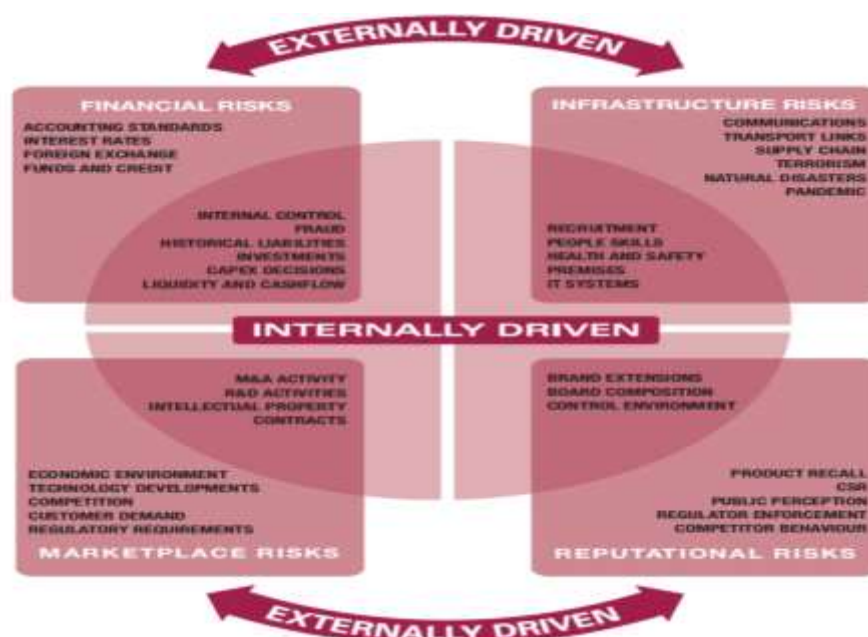 EXTERNALLY DRIVEN
FINANCIAL RISKS
ACCOUNTING STANDARDS
INTEREST RATES
FOREIGN EXCHANGE
FUNDS AND CREDIT
INTERNAL CONTROL
FRAUD
HISTORICAL LIABILITIES
INVESTMENTS
CAPEX DECISIONS
LIQUIDITY AND CASHFLOW
INFRASTRUCTURE RISKS
COMMUNICATIONS
TRANSPORT LINKS
SUPPLY CHAIN
TERRORISM
NATURAL DISASTERS
PANDEMIC
RECRUITMENT
PEOPLE SKILLS
HEALTH AND SAFETY
PREMISES
IT SYSTEMS
INTERNALLY DRIVEN
M&A ACTIVITY
R&D ACTIVITIES
INTELLECTUAL PROPERTY
CONTRACTS
ECONOMIC ENVIRONMENT
TECHNOLOGY DEVELOPMENTS
COMPETITION
CUSTOMER DEMAND
REGULATORY REQUIREMENTS
MARKETPLACE RISKS
BRAND EXTENSIONS
BOARD COMPOSITION
CONTROL ENVIRONMENT
PRODUCT RECALL
CSR
PUBLIC PERCEPTION
REGULATOR ENFORCEMENT
COMPETITOR BEHAVIOUR
REPUTATIONAL RISKS
EXTERNALLY DRIVEN